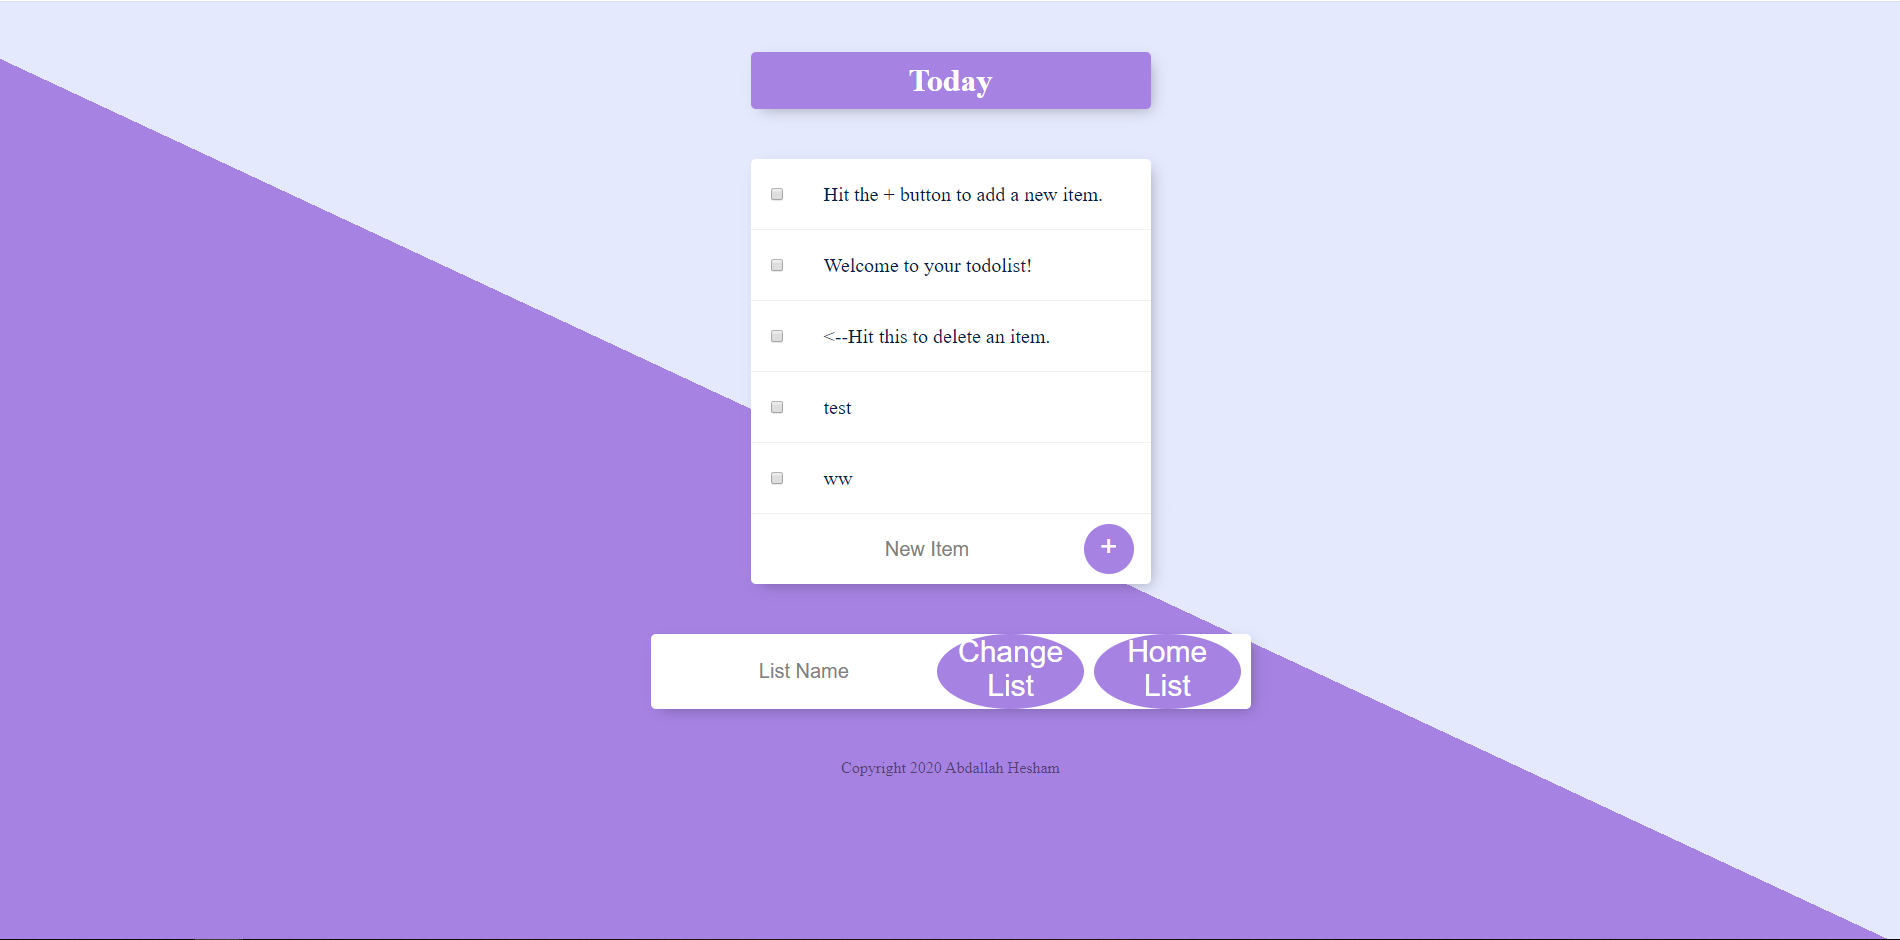 Today
Hit the + button to add a new item.
Welcome to your todolist!
<--Hit this to delete an item.
test
ww
New Item +
List Name
Change
List
Home
List
Copyright 2020 Abdallah Hesham